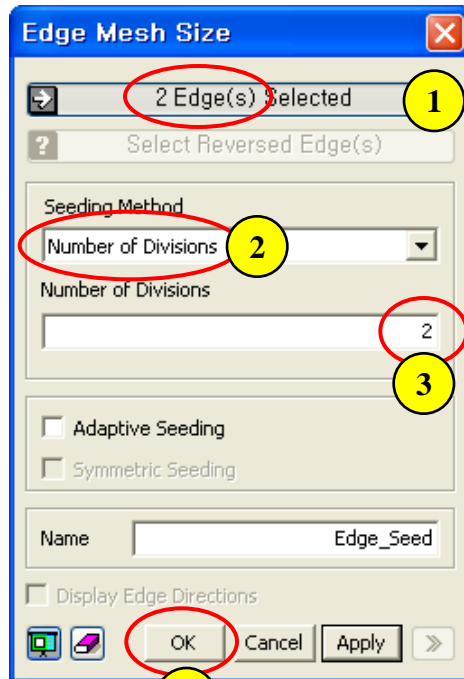 Edge Mesh Size
2 Edge(s) Selected
1
? Select Reversed Edge(s)
Seeding Method
Number of Divisions
2
Number of Divisions
2
3
Adaptive Seeding
Symmetric Seeding
Name Edge_Seed
Display Edge Directions
OK Cancel Apply >>